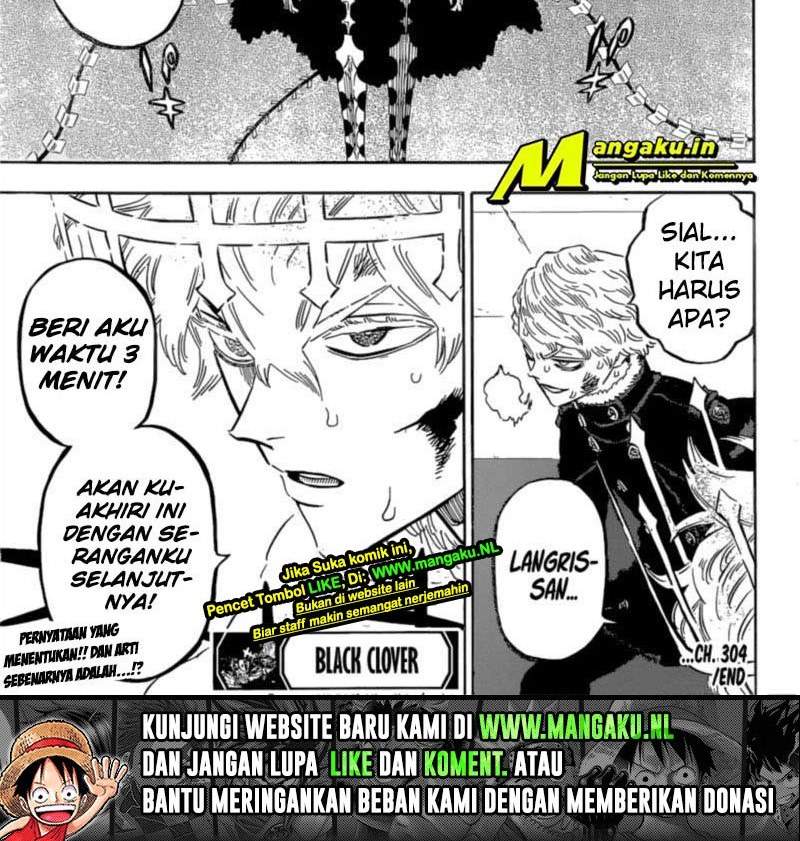 Mangaku.in
Jangan Lupa Like dan Komennya
SIAL...
KITA
HARUS
APA?
LANGRIS-
SAN...
BERI AKU
WAKTU 3
MENIT!
AKAN KU-
AKHIRI INI
DENGAN SE-
RANGANKU
SELANJUT-
NYA!
PERNYATAAN YANG
MENENTUKAN!! DAN ARTI
SEBENARNYA ADALAH....!?
Jika Suka komik ini,
Pencet Tombol LIKE, Di; WWW.mangaku.NL
Bukan di website lain
Biar staff makin semangat nerjemahin
BLACK CLOVER
...CH. 304
/END-
KUNJUNGI WEBSITE BARU KAMI DI WWW.MANGAKU.NL
DAN JANGAN LUPA LIKE DAN KOMENT. ATAU
BANTU MERINGANKAN BEBAN KAMI DENGAN MEMBERIKAN DONASI